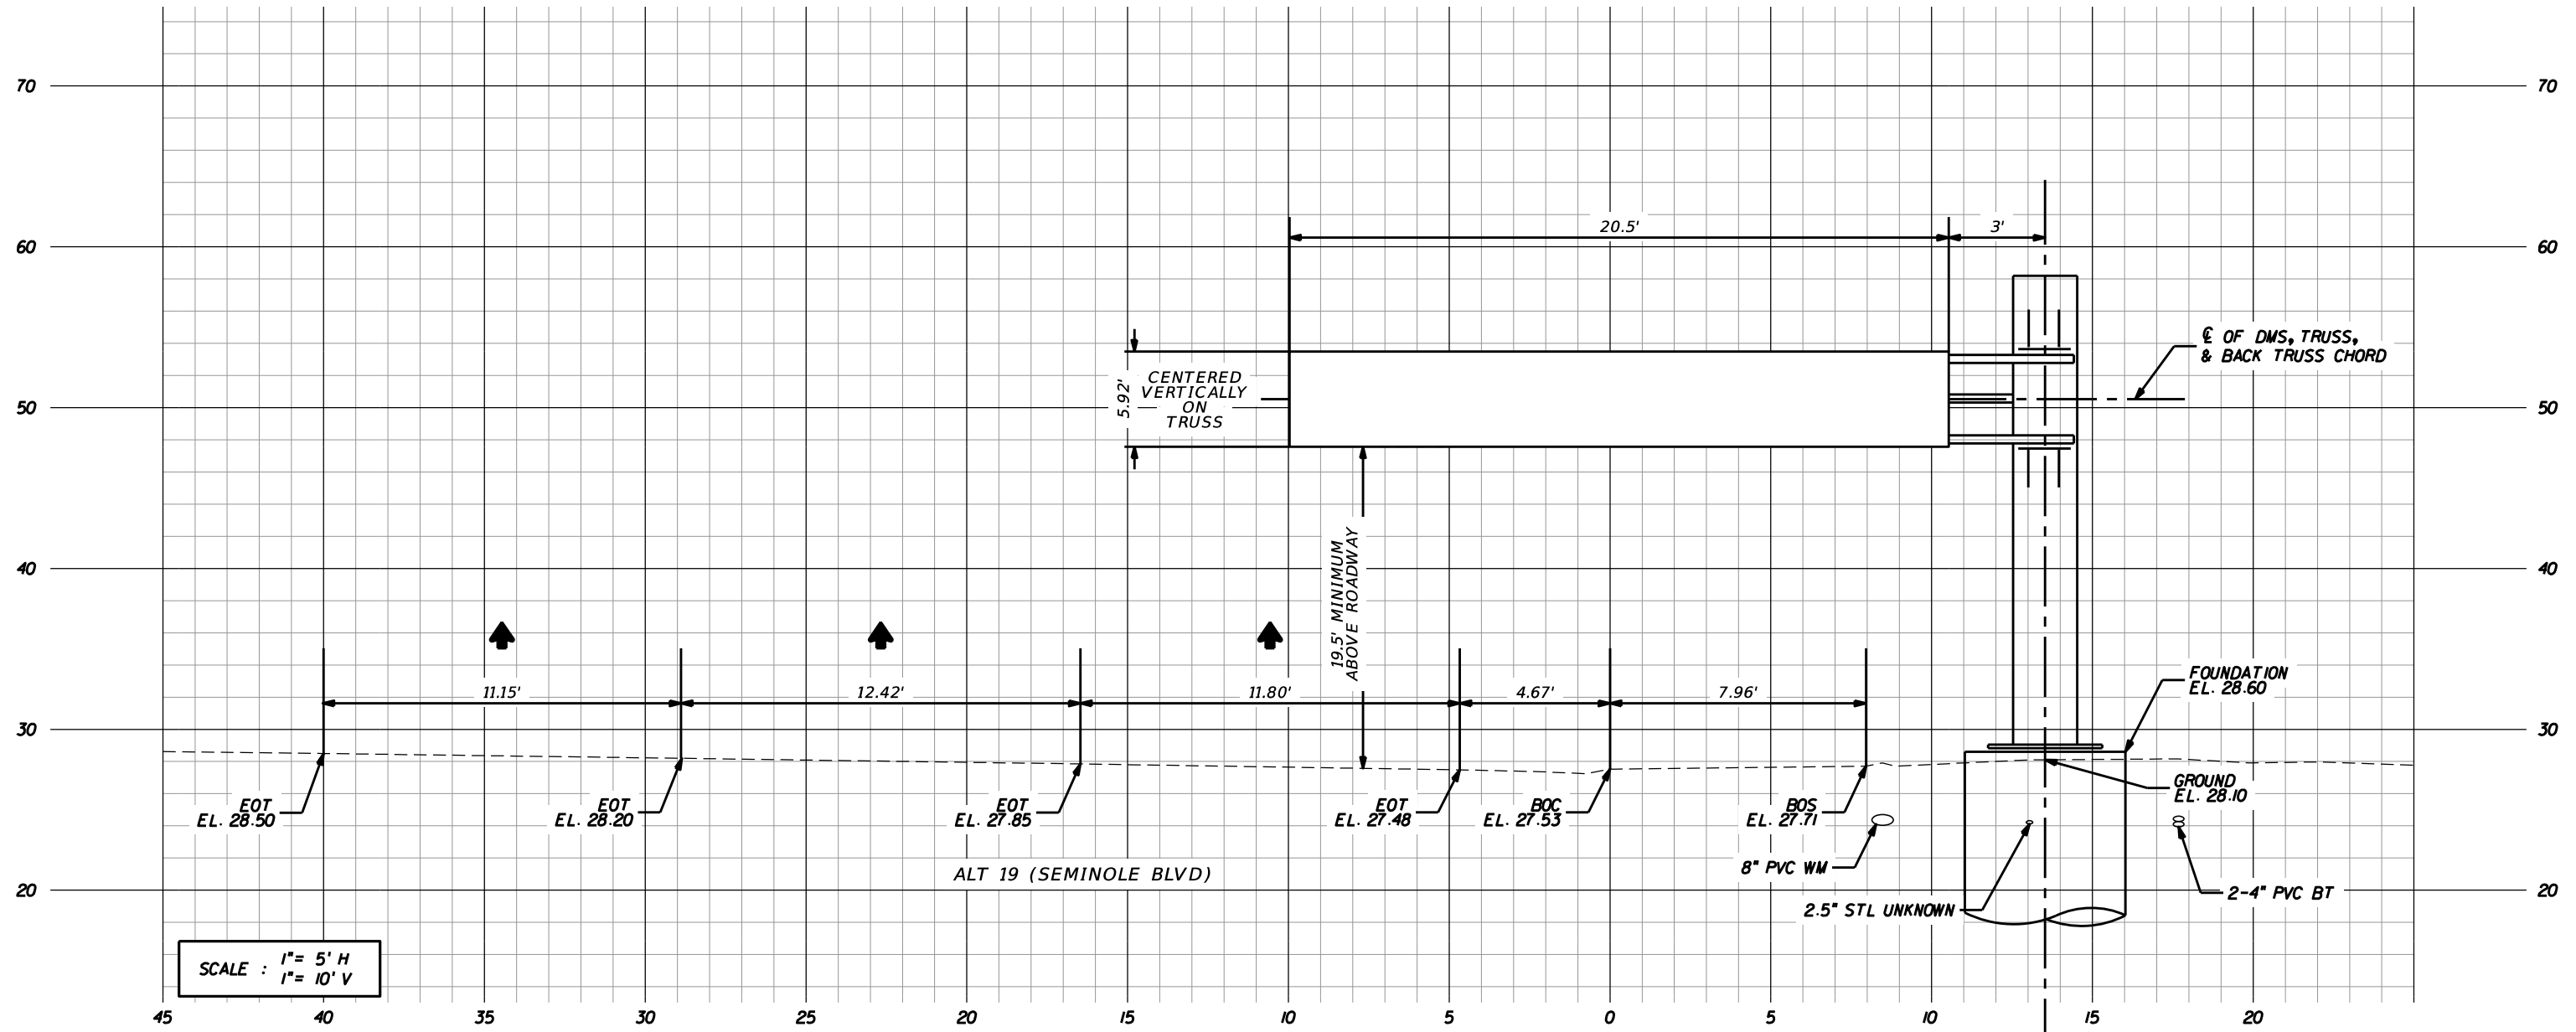 70
70
60
60
50
50
40
40
30
30
20
20
20.5'
3'
℄ OF DMS, TRUSS,
& BACK TRUSS CHORD
5.92'
CENTERED
VERTICALLY
ON
TRUSS
19.5' MINIMUM
ABOVE ROADWAY
11.15'
12.42'
11.80'
4.67'
7.96'
FOUNDATION
EL. 28.60
GROUND
EL. 28.10
EOT
EL. 28.50
EOT
EL. 28.20
EOT
EL. 27.85
EOT
EL. 27.48
BOC
EL. 27.53
BOS
EL. 27.71
8" PVC WM
2.5" STL UNKNOWN
2-4" PVC BT
ALT 19 (SEMINOLE BLVD)
SCALE : 1"= 5' H
1"= 10' V
45
40
35
30
25
20
15
10
5
0
5
10
15
20